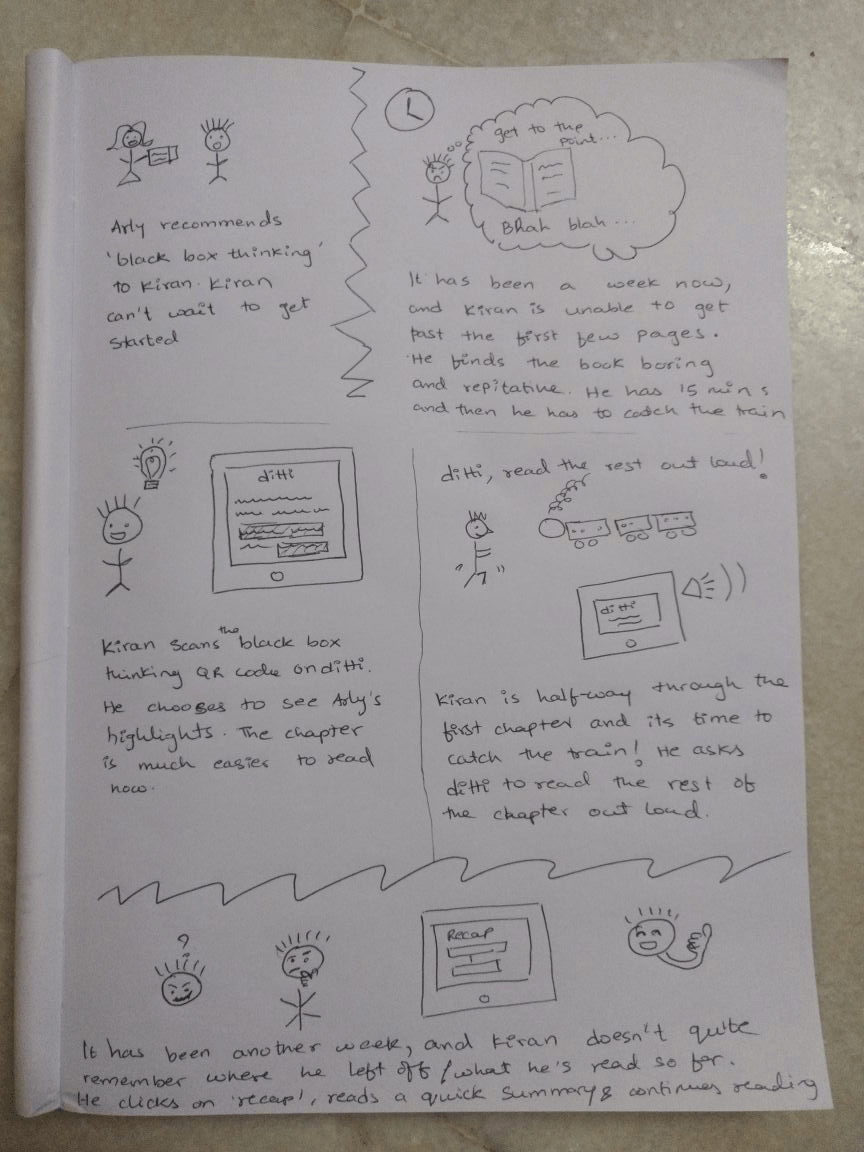 Arly recommends
'black box thinking'
to Kiran. Kiran
can't wait to get
started
get to the
point...
Blah blah...
It has been a week now,
and Kiran is unable to get
past the first few pages.
He finds the book boring
and repitative. He has 15 mins
and then he has to catch the train
ditti
Kiran scans the black box
thinking QR code on ditti.
He chooses to see Arly's
highlights. The chapter
is much easier to read
now.
ditti, read the rest out loud!
ditti
Kiran is half-way through the
first chapter and its time to
catch the train! He asks
ditti to read the rest of
the chapter out loud.
?
Recap
It has been another week, and Kiran doesn't quite
remember where he left off / what he's read so far.
He clicks on 'recap', reads a quick summary & continues reading